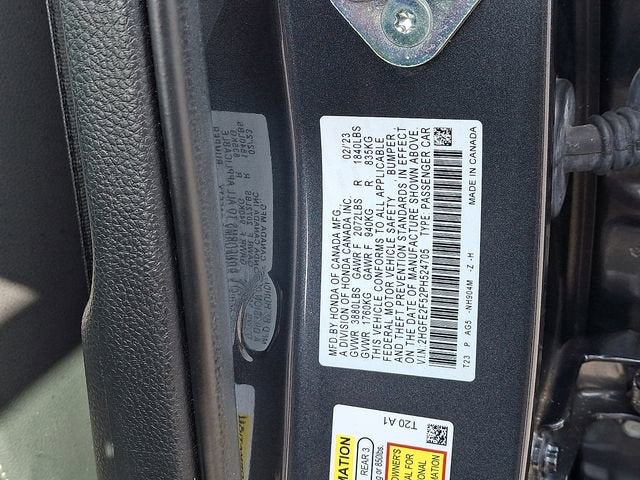 MFD BY HONDA OF CANADA MFG. 02/'23
A DIVISION OF HONDA CANADA INC.
GVWR 3880LBS GAWR F 2072LBS R 1840LBS
GVWR 1760KG GAWR F 940KG R 835KG
THIS VEHICLE CONFORMS TO ALL APPLICABLE
FEDERAL MOTOR VEHICLE SAFETY, BUMPER,
AND THEFT PREVENTION STANDARDS IN EFFECT
ON THE DATE OF MANUFACTURE SHOWN ABOVE.
V.I.N.:2HGFE2F52PH524705 TYPE: PASSENGER CAR
T23 P AG5 -NH904M -Z -H MADE IN CANADA
T20 A1
REAR 3